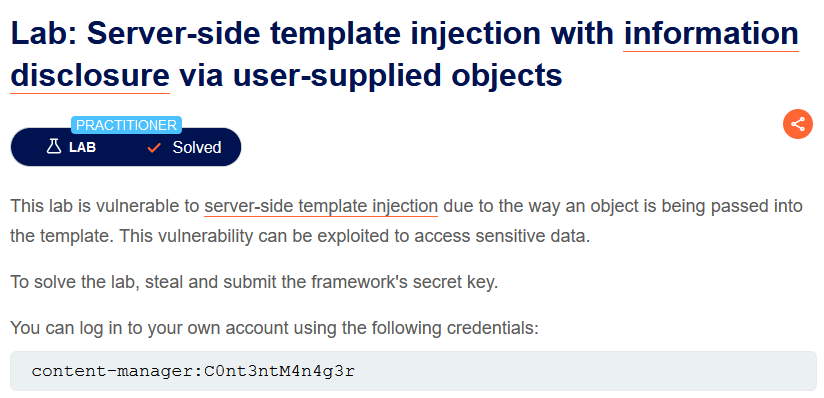 Lab: Server-side template injection with information
disclosure via user-supplied objects
PRACTITIONER
LAB
Solved
This lab is vulnerable to server-side template injection due to the way an object is being passed into
the template. This vulnerability can be exploited to access sensitive data.
To solve the lab, steal and submit the framework's secret key.
You can log in to your own account using the following credentials:
content-manager:C0nt3ntM4n4g3r